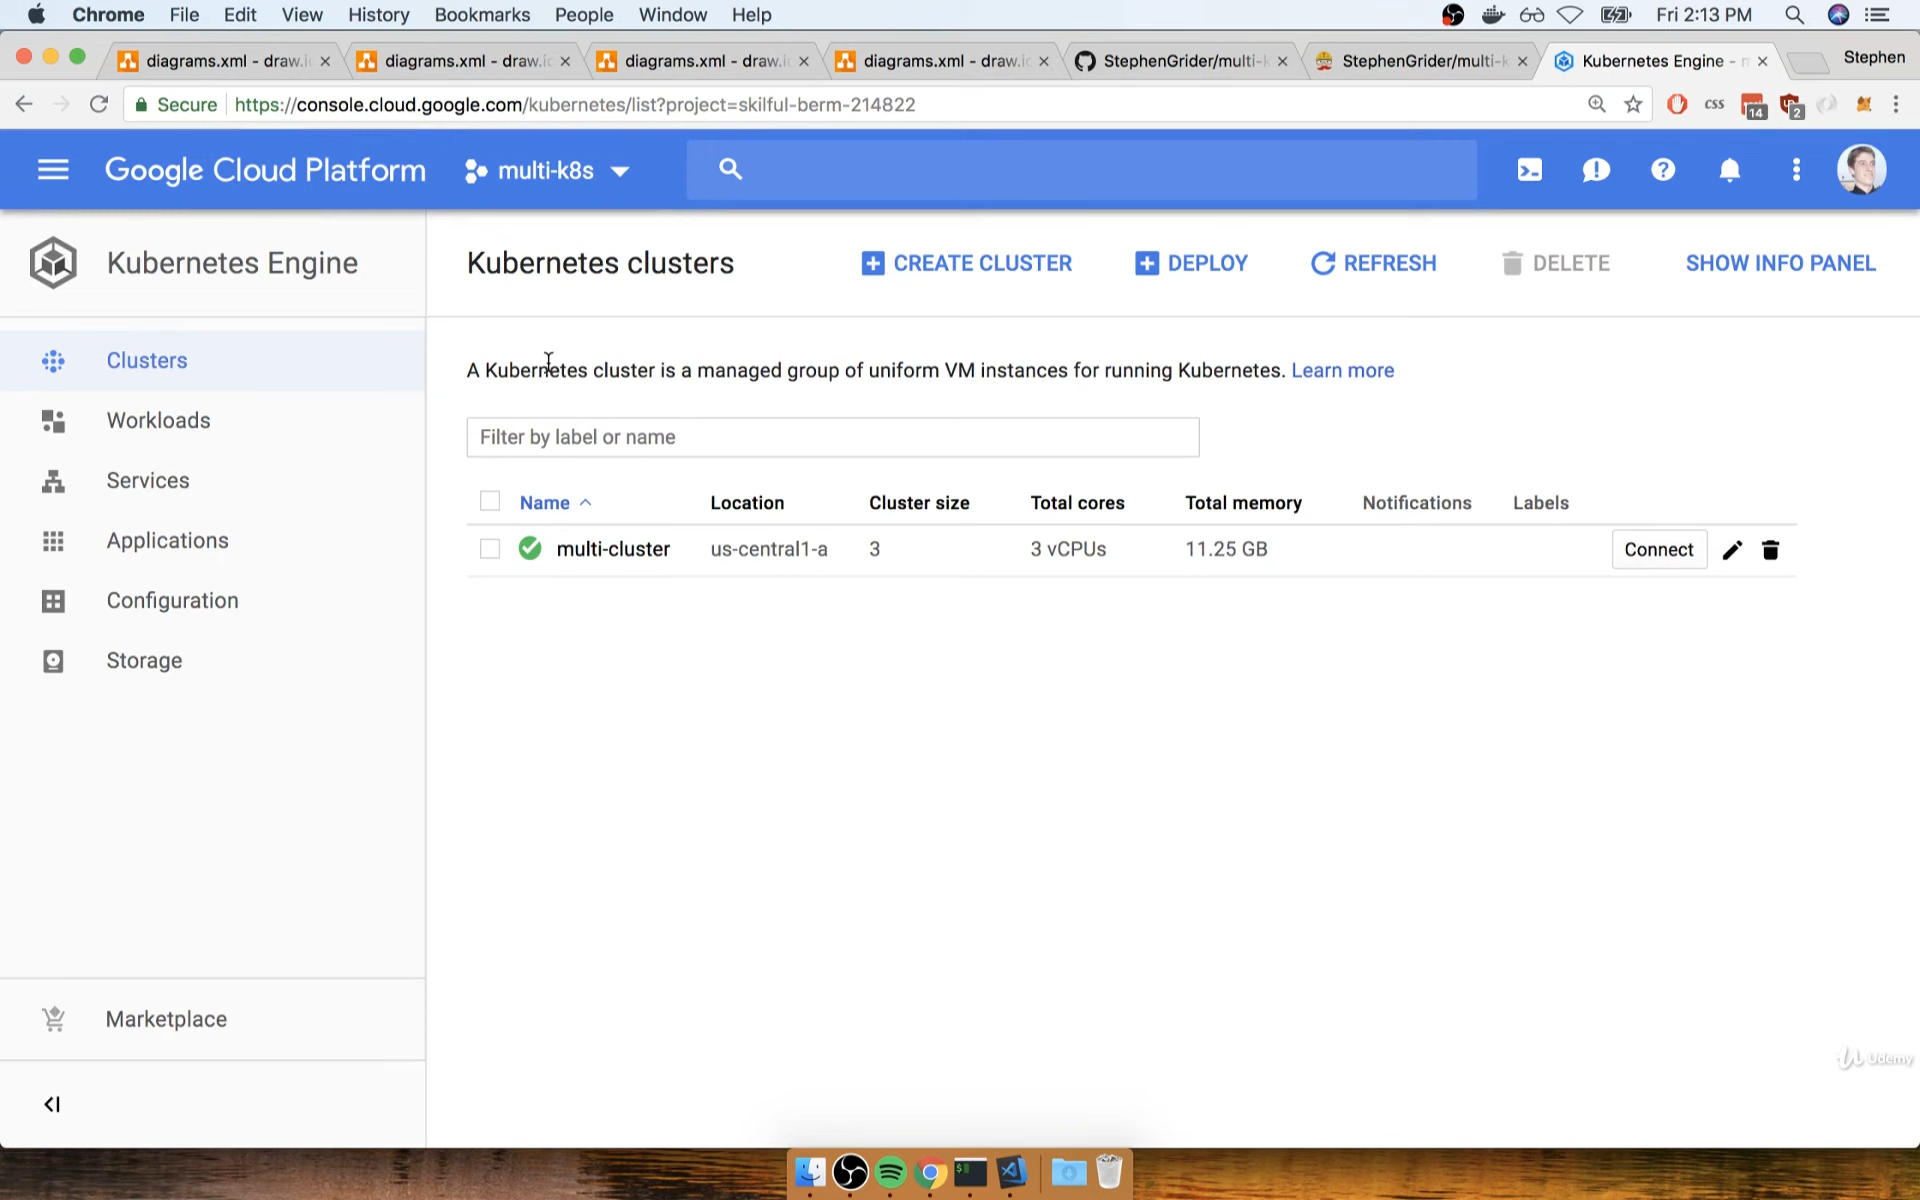 Chrome File Edit View History Bookmarks People Window Help Fri 2:13 PM
diagrams.xml - draw.i diagrams.xml - draw.i diagrams.xml - draw.i diagrams.xml - draw.i StephenGrider/multi-k StephenGrider/multi-k Kubernetes Engine - Stephen
Secure https://console.cloud.google.com/kubernetes/list?project=skilful-berm-214822 CSS 14 2
Google Cloud Platform multi-k8s
Kubernetes Engine
Kubernetes clusters CREATE CLUSTER DEPLOY REFRESH DELETE SHOW INFO PANEL
Clusters
Workloads
Services
Applications
Configuration
Storage
Marketplace
A Kubernetes cluster is a managed group of uniform VM instances for running Kubernetes. Learn more
Filter by label or name
Name Location Cluster size Total cores Total memory Notifications Labels
multi-cluster us-central1-a 3 3 vCPUs 11.25 GB Connect
Udemy